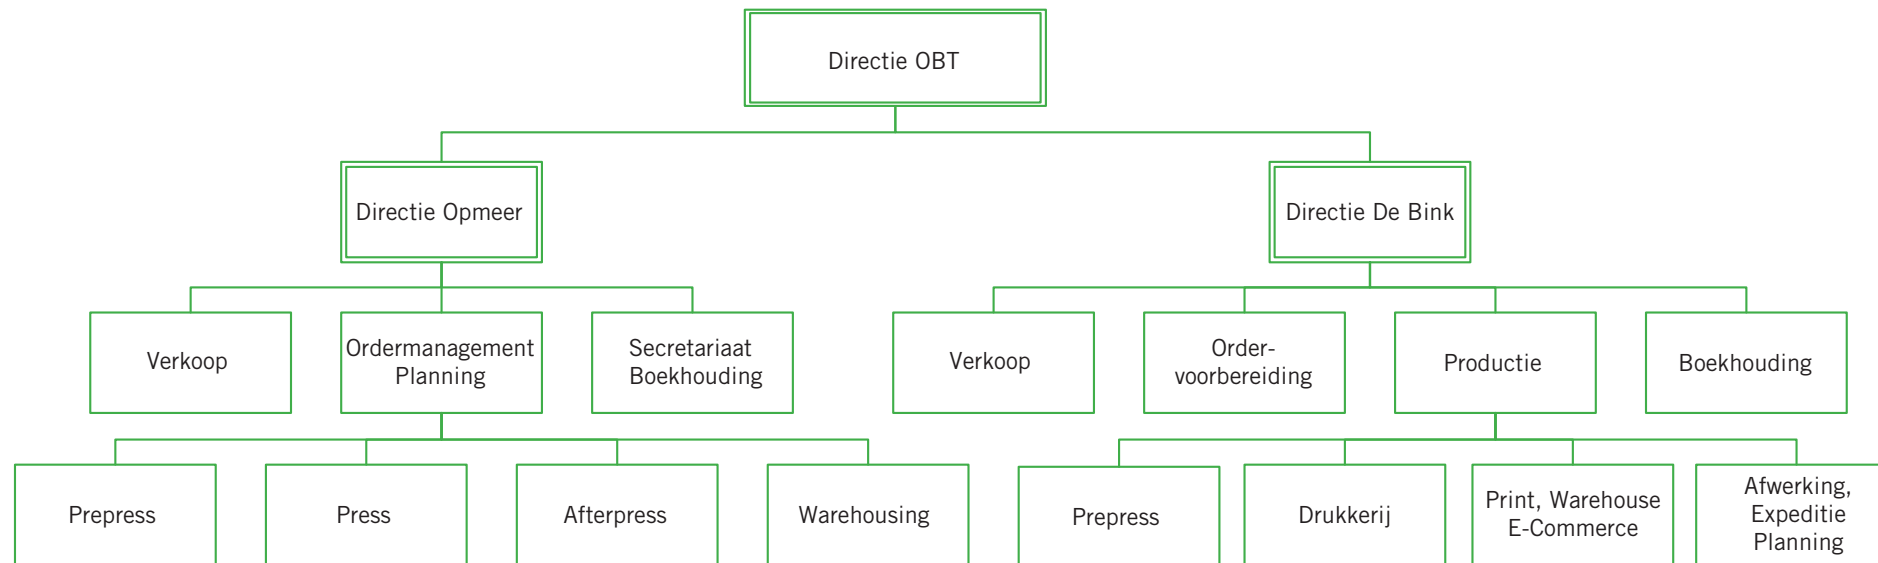 Directie OBT
Directie Opmeer
Directie De Bink
Verkoop
Ordermanagement
Planning
Secretariaat
Boekhouding
Verkoop
Order-
voorbereiding
Productie
Boekhouding
Prepress
Press
Afterpress
Warehousing
Prepress
Drukkerij
Print, Warehouse
E-Commerce
Afwerking,
Expeditie
Planning